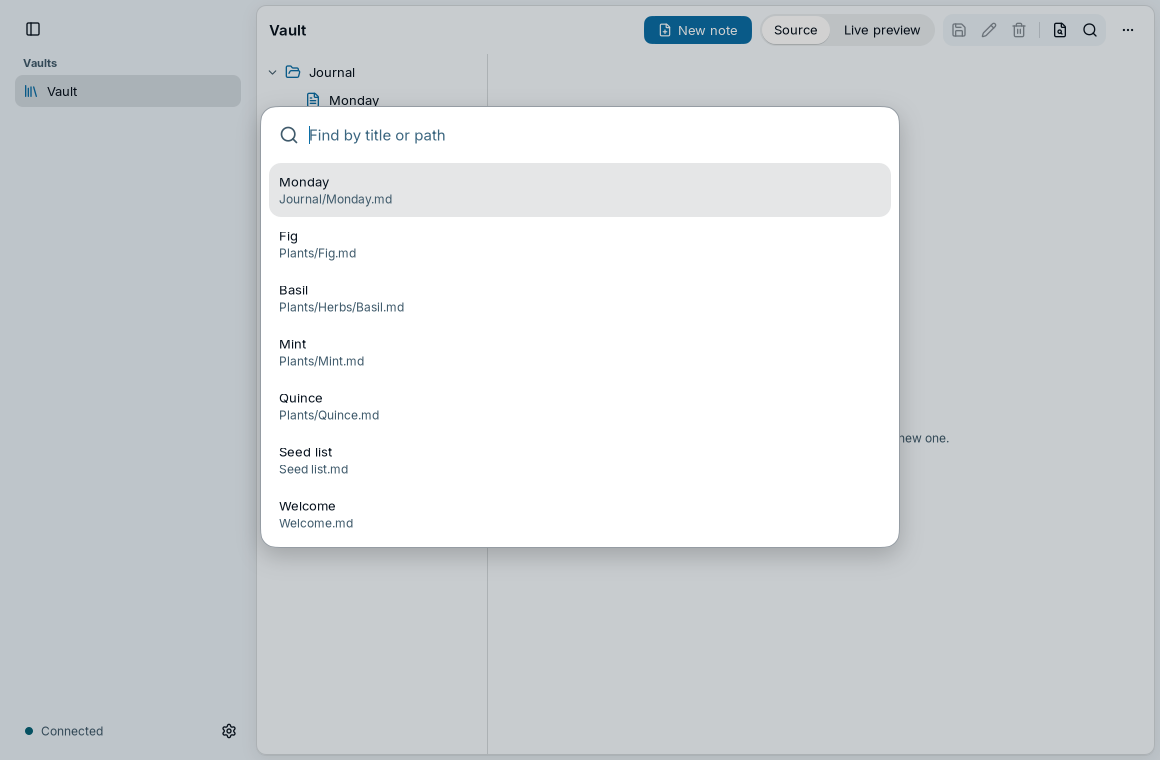 Vault
New note
Source
Live preview
Vaults
Vault
Journal
Monday
Find by title or path
Monday
Journal/Monday.md
Fig
Plants/Fig.md
Basil
Plants/Herbs/Basil.md
Mint
Plants/Mint.md
Quince
Plants/Quince.md
Seed list
Seed list.md
Welcome
Welcome.md
new one.
Connected